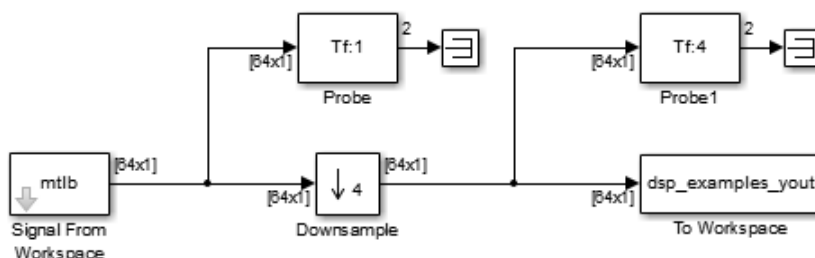 Tf:1
2
[64x1]
Probe
Tf:4
2
[64x1]
Probe1
mtlb
[64x1]
Signal From
Workspace
[64x1]
↓ 4
[64x1]
Downsample
[64x1]
dsp_examples_yout
To Workspace